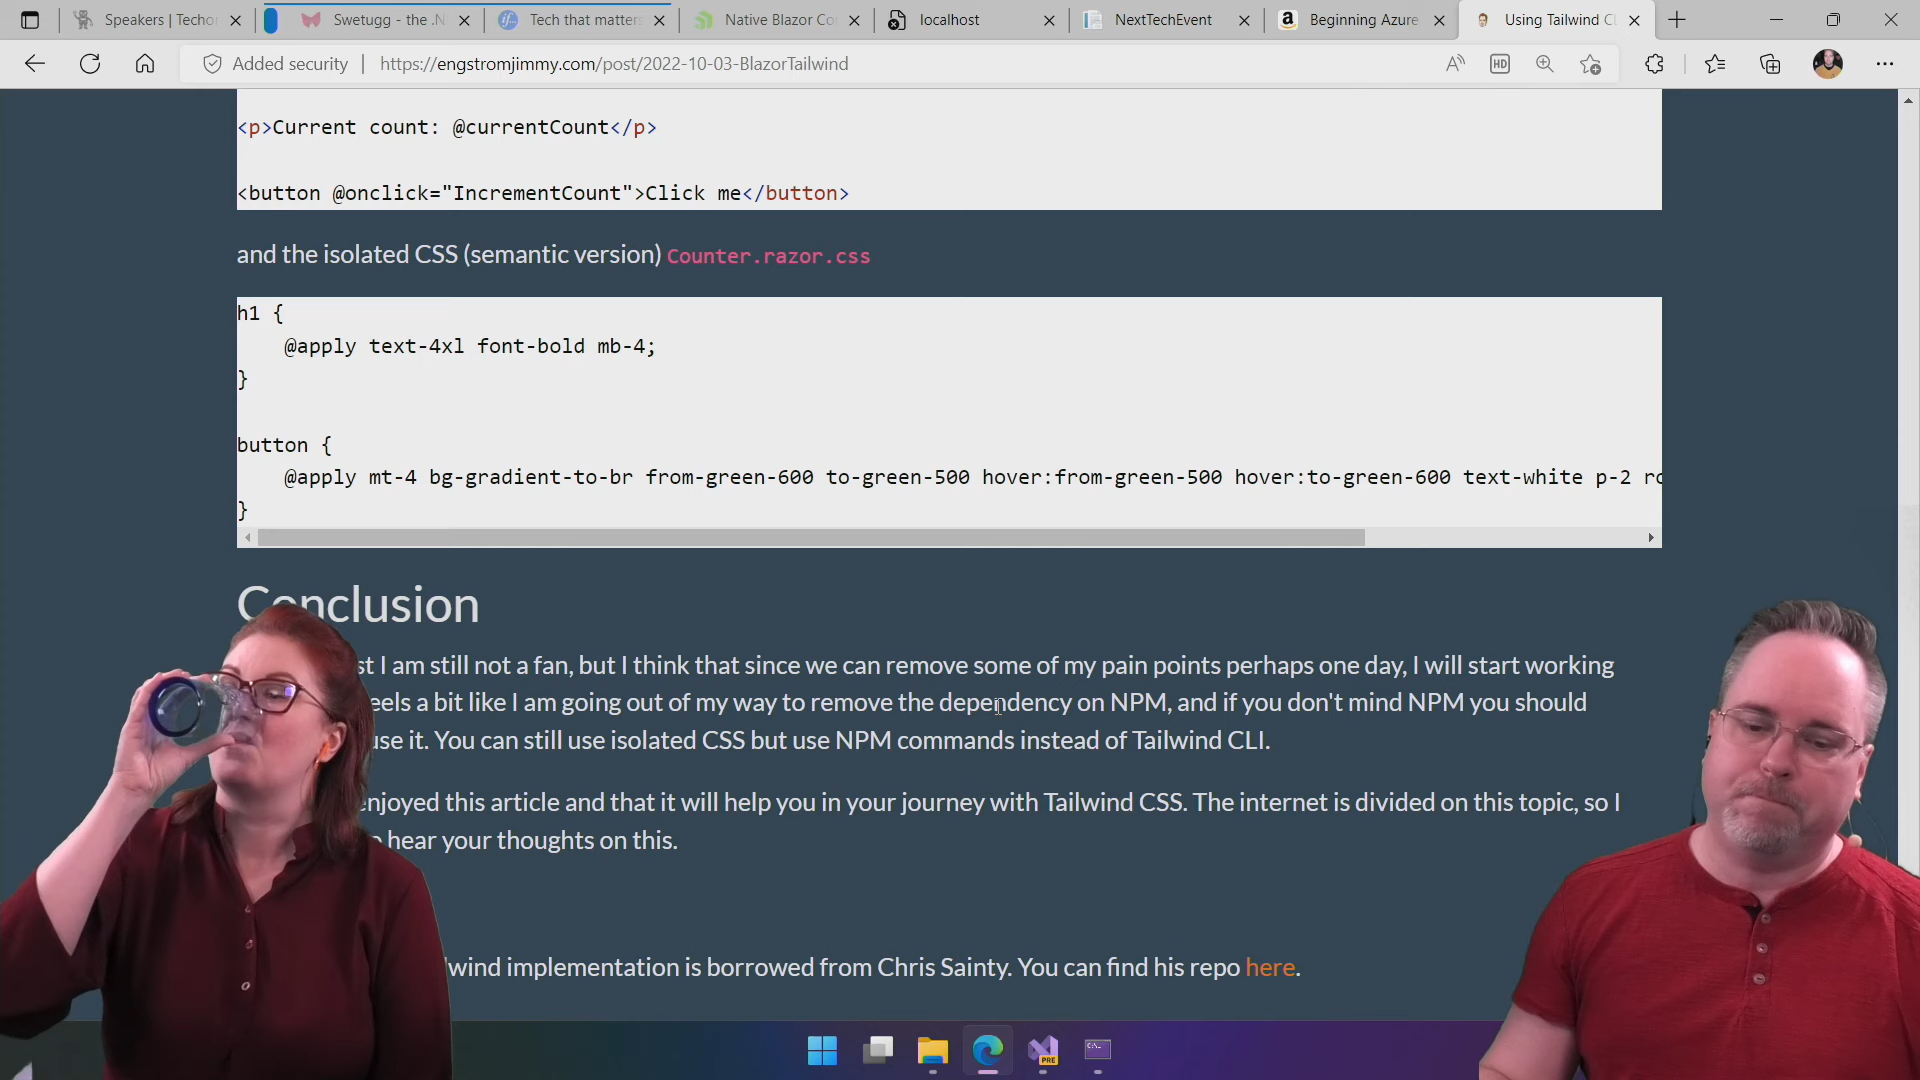 Speakers | Techo
Swetugg - the .N
Tech that matters
Native Blazor Co
localhost
NextTechEvent
Beginning Azure
Using Tailwind CL
Added security
https://engstromjimmy.com/post/2022-10-03-BlazorTailwind
HD
<p>Current count: @currentCount</p>
<button @onclick="IncrementCount">Click me</button>
and the isolated CSS (semantic version) Counter.razor.css
h1 {
@apply text-4xl font-bold mb-4;
}
button {
@apply mt-4 bg-gradient-to-br from-green-600 to-green-500 hover:from-green-500 hover:to-green-600 text-white p-2 ro
}
Conclusion
st I am still not a fan, but I think that since we can remove some of my pain points perhaps one day, I will start working
eels a bit like I am going out of my way to remove the dependency on NPM, and if you don't mind NPM you should
use it. You can still use isolated CSS but use NPM commands instead of Tailwind CLI.
enjoyed this article and that it will help you in your journey with Tailwind CSS. The internet is divided on this topic, so I
hear your thoughts on this.
lwind implementation is borrowed from Chris Sainty. You can find his repo here.
PRE